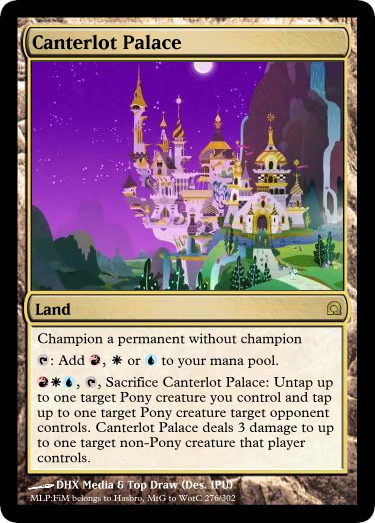 Canterlot Palace
Land
Champion a permanent without champion
: Add , or to your mana pool.
, , Sacrifice Canterlot Palace: Untap up
to one target Pony creature you control and tap
up to one target Pony creature target opponent
controls. Canterlot Palace deals 3 damage to up
to one target non-Pony creature that player
controls.
DHX Media & Top Draw (Des. IPU)
MLP:FiM belongs to Hasbro, MtG to WotC 276/302